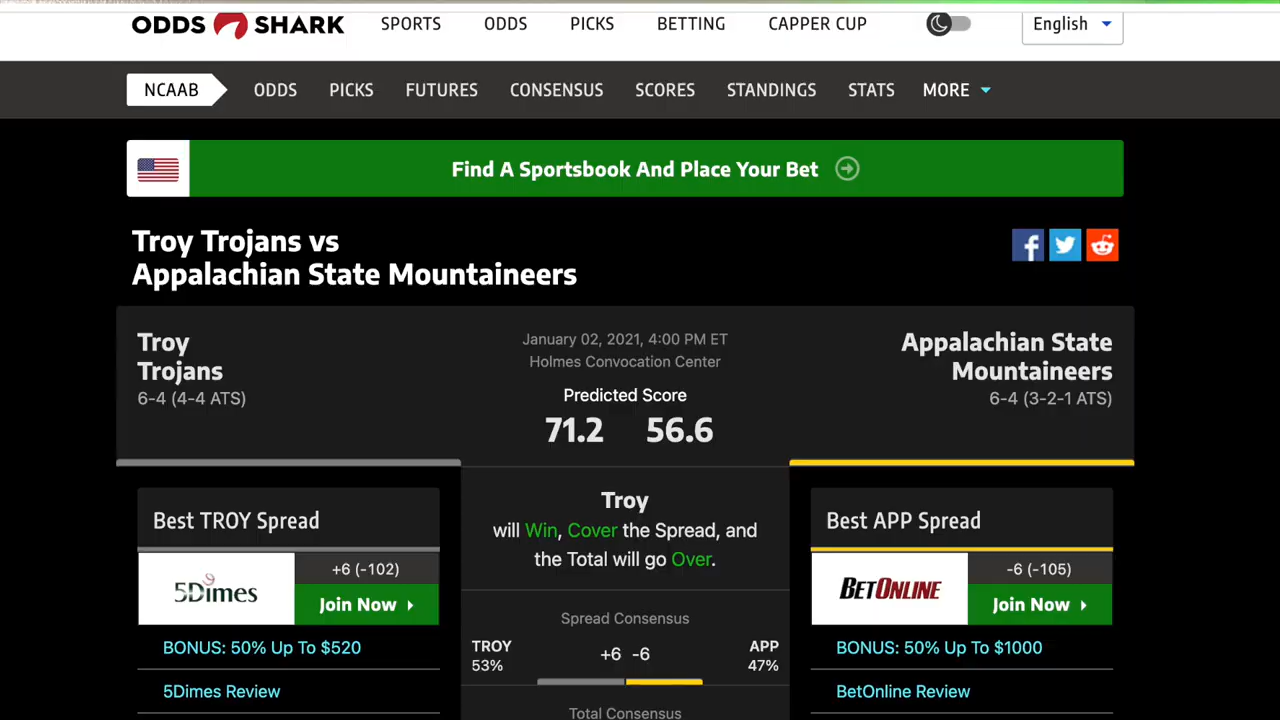 ODDS SHARK SPORTS ODDS PICKS BETTING CAPPER CUP English
NCAAB ODDS PICKS FUTURES CONSENSUS SCORES STANDINGS STATS MORE
Find A Sportsbook And Place Your Bet
Troy Trojans vs
Appalachian State Mountaineers
Troy
Trojans
6-4 (4-4 ATS)
January 02, 2021, 4:00 PM ET
Holmes Convocation Center
Predicted Score
71.2 56.6
Appalachian State
Mountaineers
6-4 (3-2-1 ATS)
Best TROY Spread
5Dimes
+6 (-102)
Join Now
BONUS: 50% Up To $520
5Dimes Review
Troy
will Win, Cover the Spread, and
the Total will go Over.
Spread Consensus
TROY
53%
+6 -6
APP
47%
Total Consensus
Best APP Spread
BETONLINE
-6 (-105)
Join Now
BONUS: 50% Up To $1000
BetOnline Review